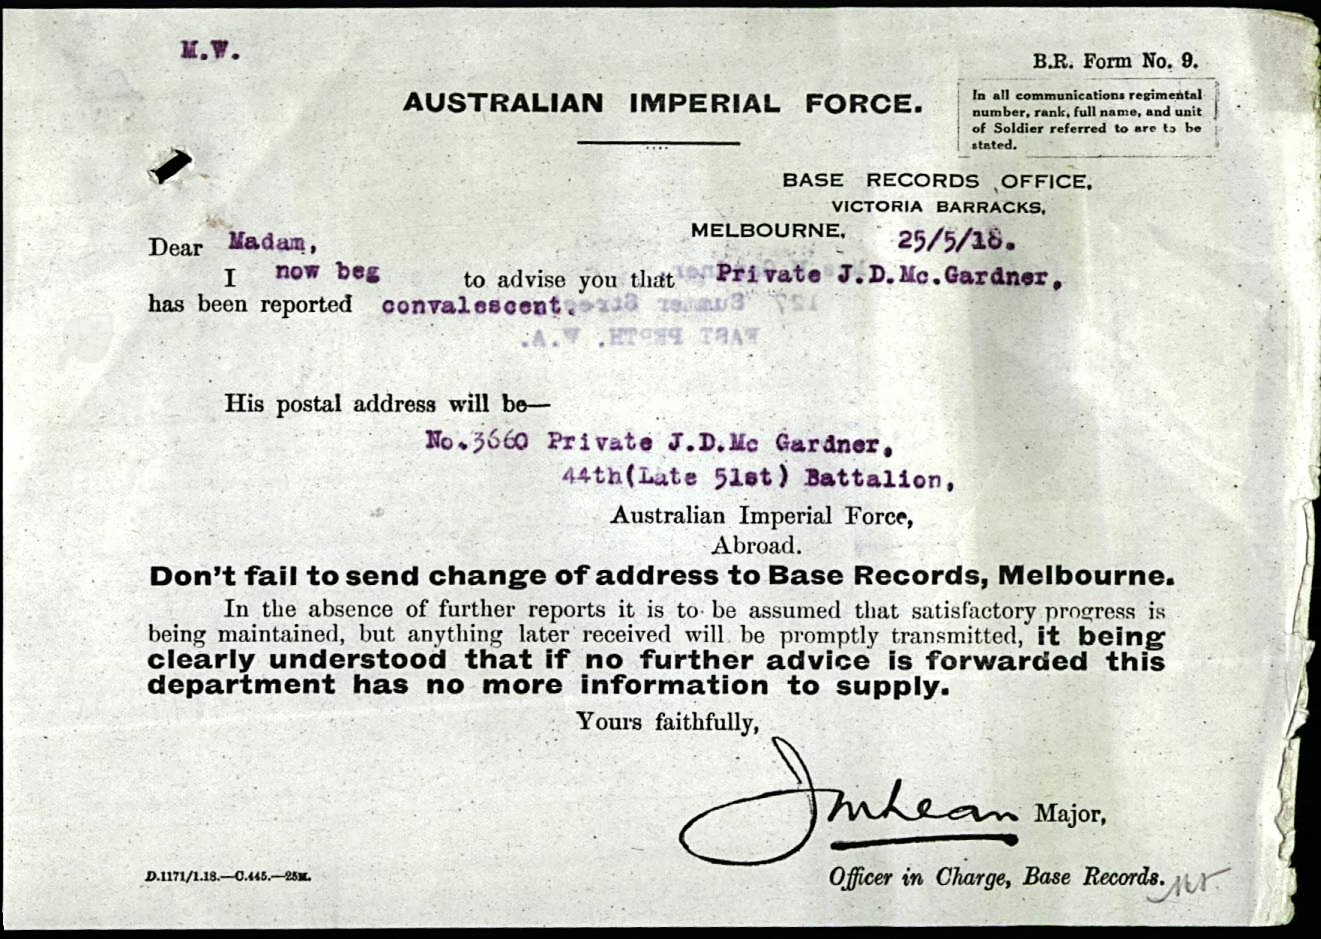 M.W.
B.R. Form No. 9.
AUSTRALIAN IMPERIAL FORCE.
In all communications regimental
number, rank, full name, and unit
of Soldier referred to are to be
stated.
BASE RECORDS OFFICE,
VICTORIA BARRACKS,
MELBOURNE, 25/5/18.
Dear Madam,
I now beg to advise you that Private J.D.Mc.Gardner,
has been reported convalescent.
His postal address will be—
No.3660 Private J.D.Mc Gardner,
44th(Late 51st) Battalion,
Australian Imperial Force,
Abroad.
Don't fail to send change of address to Base Records, Melbourne.
In the absence of further reports it is to be assumed that satisfactory progress is
being maintained, but anything later received will be promptly transmitted, it being
clearly understood that if no further advice is forwarded this
department has no more information to supply.
Yours faithfully,
JMLean Major,
Officer in Charge, Base Records.
D.1171/1.18.—C.445.—25M.